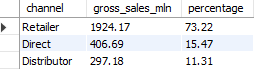 channel gross_sales_mln percentage
Retailer 1924.17 73.22
Direct 406.69 15.47
Distributor 297.18 11.31